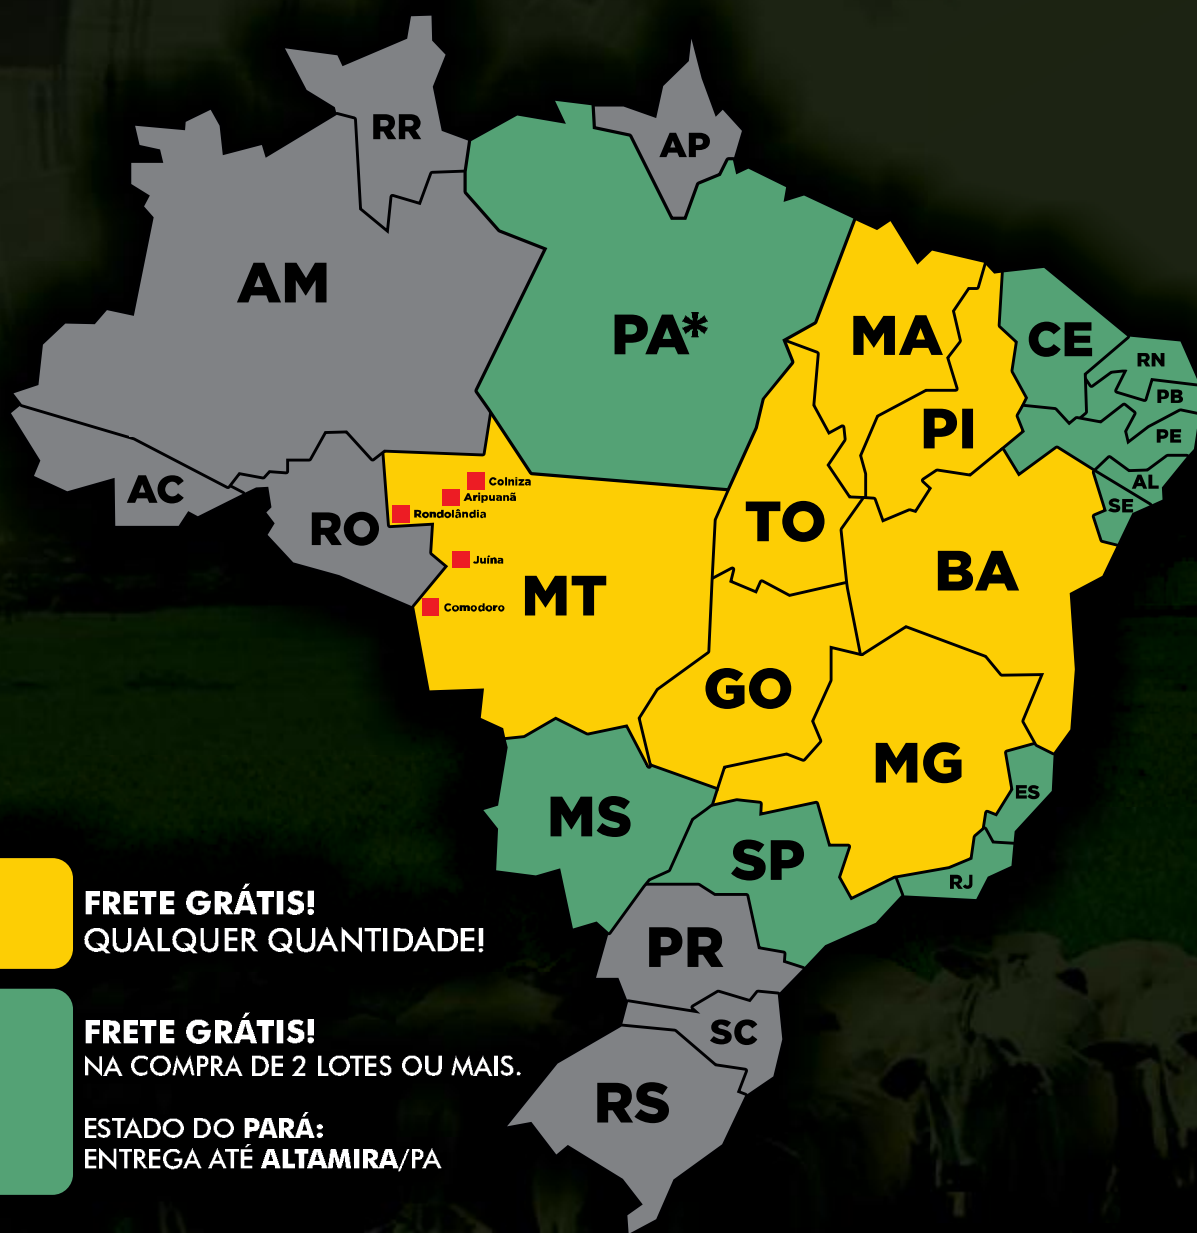 RR
AP
AM
PA*
MA
CE
RN
PB
PI
PE
AC
Colniza
Aripuanã
Rondolândia
AL
SE
RO
TO
Juína
BA
MT
Comodoro
GO
MG
ES
MS
SP
RJ
PR
SC
RS
FRETE GRÁTIS!
QUALQUER QUANTIDADE!
FRETE GRÁTIS!
NA COMPRA DE 2 LOTES OU MAIS.
ESTADO DO PARÁ:
ENTREGA ATÉ ALTAMIRA/PA